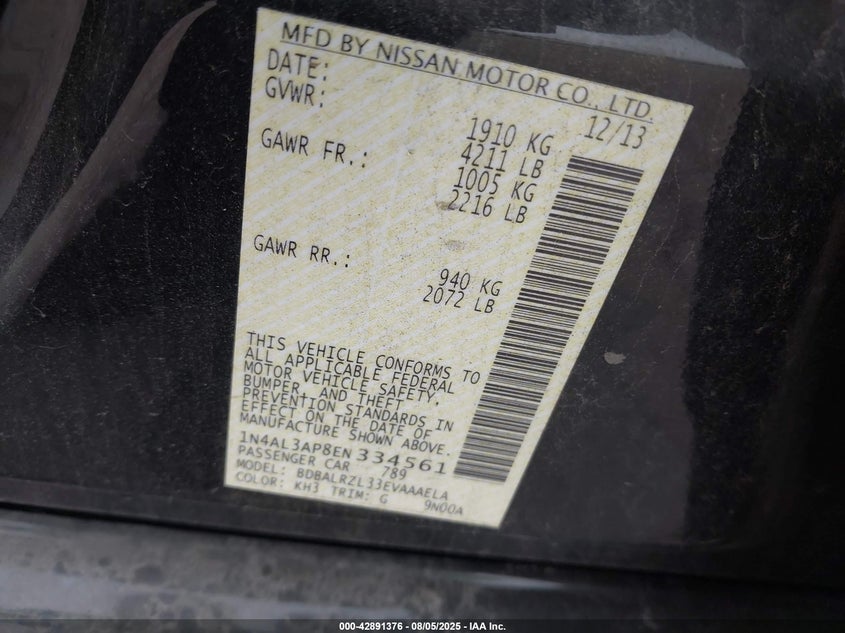 MFD BY NISSAN MOTOR CO., LTD.
DATE: 12/13
GVWR: 1910 KG
4211 LB
GAWR FR.: 1005 KG
2216 LB
GAWR RR.: 940 KG
2072 LB
THIS VEHICLE CONFORMS TO
ALL APPLICABLE FEDERAL
MOTOR VEHICLE SAFETY,
BUMPER, AND THEFT
PREVENTION STANDARDS IN
EFFECT ON THE DATE OF
MANUFACTURE SHOWN ABOVE.
1N4AL3AP8EN 334561
PASSENGER CAR 789
MODEL: BDBALRZL33EVAAAELA
COLOR: KH3 TRIM: G 9N00A
000-42891376 - 08/05/2025 - IAA Inc.